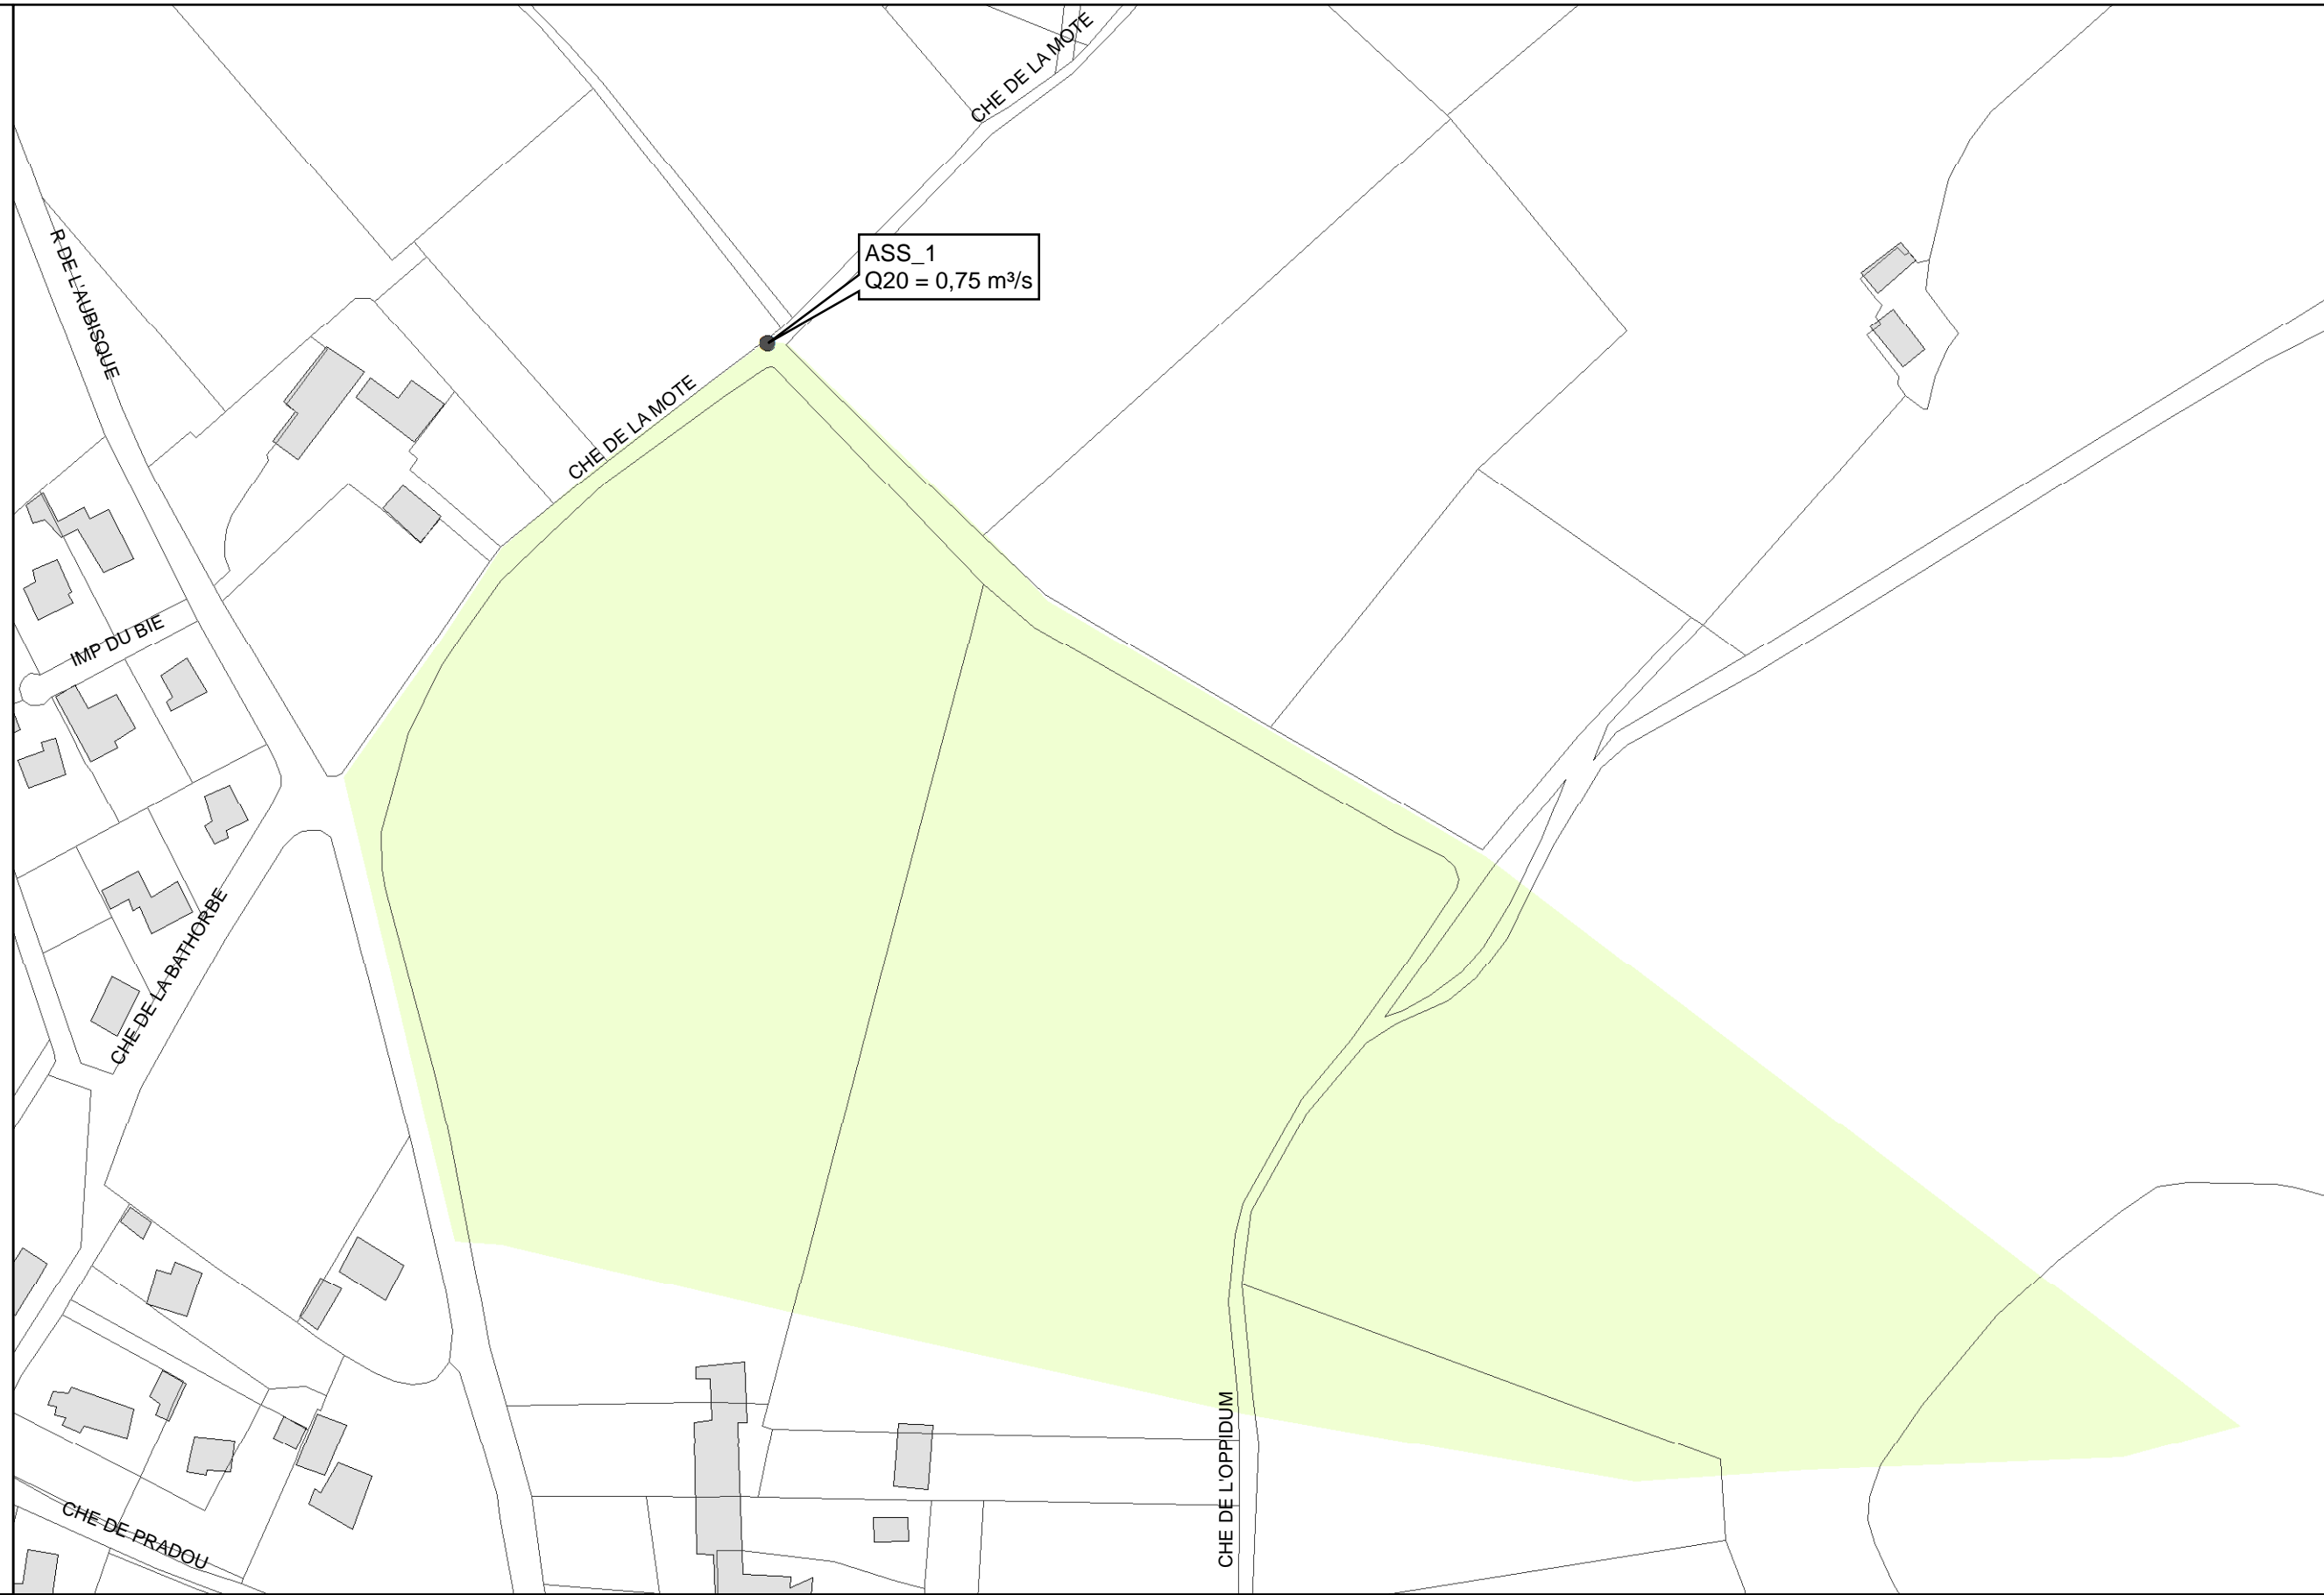 CHE DE LA MOTE
R DE L'AUBISQUE
ASS_1
Q20 = 0,75 m³/s
CHE DE LA MOTE
IMP DU BIE
CHE DE LA BATHORBE
CHE DE L'OPPIDUM
CHE DE PRADOU